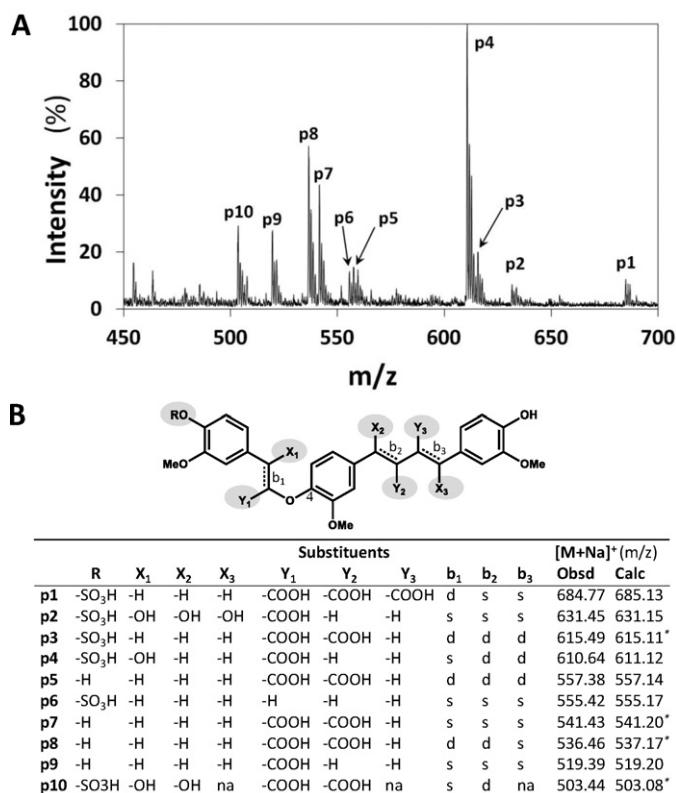 A
100
80
60
40
20
0
Intensity (%)
p4
p8
p7
p10
p9
p6
p5
p3
p2
p1
450 500 550 600 650 700
m/z
B
RO
MeO
X1
b1
Y1
O
4
OMe
X2
b2
Y2
Y3
b3
X3
OH
OMe
Substituents [M+Na]+ (m/z)
R X1 X2 X3 Y1 Y2 Y3 b1 b2 b3 Obsd Calc
p1 -SO3H -H -H -H -COOH -COOH -COOH d s s 684.77 685.13
p2 -SO3H -OH -OH -OH -COOH -H -H s s s 631.45 631.15
p3 -SO3H -H -H -H -COOH -COOH -H d d d 615.49 615.11*
p4 -SO3H -OH -H -H -COOH -H -H s d d 610.64 611.12
p5 -H -H -H -H -COOH -COOH -H d d d 557.38 557.14
p6 -SO3H -H -H -H -H -H -H s s s 555.42 555.17
p7 -H -H -H -H -COOH -COOH -H s s s 541.43 541.20*
p8 -H -H -H -H -COOH -COOH -H d d s 536.46 537.17*
p9 -H -H -H -H -COOH -H -H s s s 519.39 519.20
p10 -SO3H -OH -OH na -COOH -COOH na s d na 503.44 503.08*